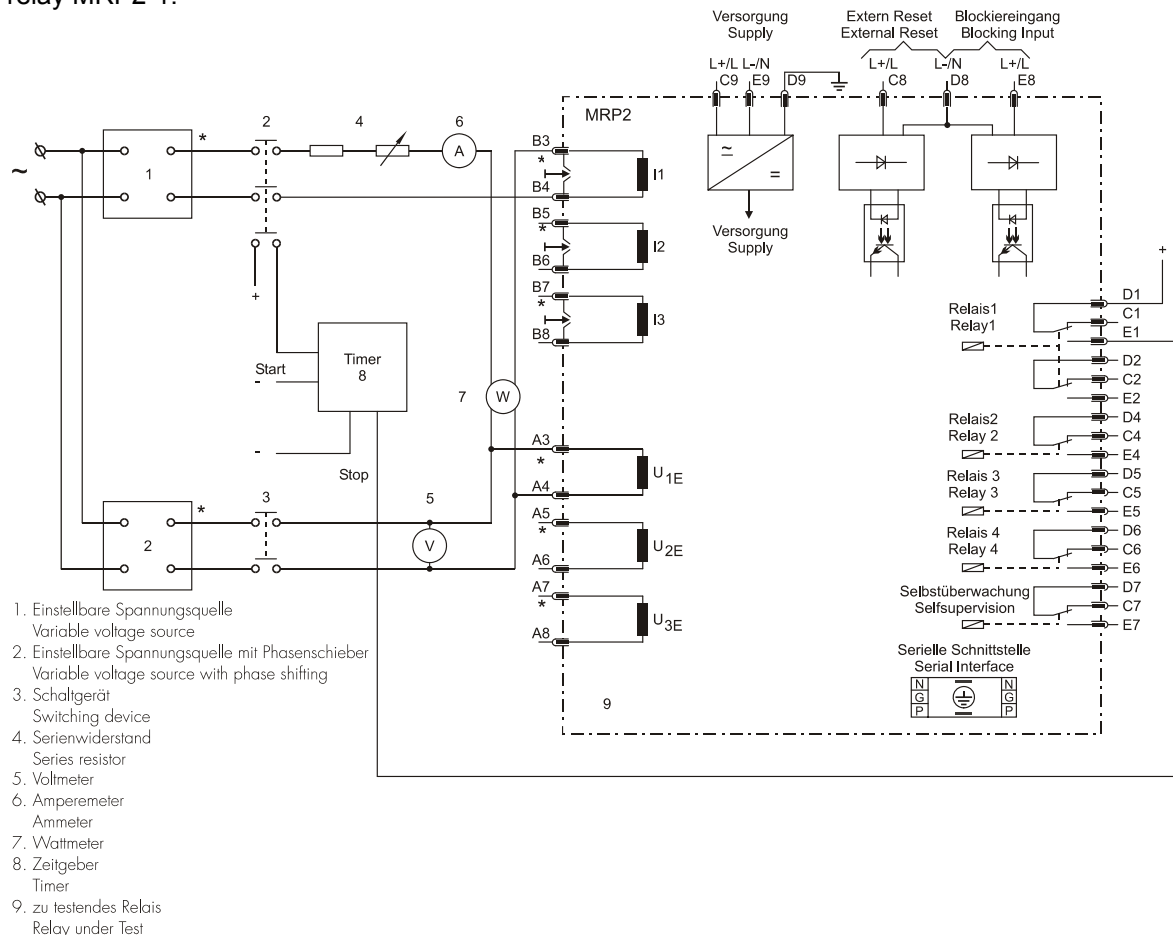 relay MRP2-1.
Versorgung
Supply
L+/L L-/N
C9 E9 D9
Extern Reset
External Reset
Blockiereingang
Blocking Input
L+/L L-/N L+/L
C8 D8 E8
MRP2
~
1
*
2
4
6
A
B3
*
B4
I1
B5
*
B6
I2
B7
*
B8
I3
~
=
Versorgung
Supply
+
Start
-
Timer
8
-
Stop
7
W
A3
*
A4
U1E
A5
*
A6
U2E
A7
*
A8
U3E
2
*
3
5
V
9
+
Relais1
Relay1
D1
C1
E1
D2
C2
E2
Relais2
Relay 2
D4
C4
E4
Relais 3
Relay 3
D5
C5
E5
Relais 4
Relay 4
D6
C6
E6
Selbstüberwachung
Selfsupervision
D7
C7
E7
Serielle Schnittstelle
Serial Interface
N N
G G
P P
1. Einstellbare Spannungsquelle
Variable voltage source
2. Einstellbare Spannungsquelle mit Phasenschieber
Variable voltage source with phase shifting
3. Schaltgerät
Switching device
4. Serienwiderstand
Series resistor
5. Voltmeter
6. Amperemeter
Ammeter
7. Wattmeter
8. Zeitgeber
Timer
9. zu testendes Relais
Relay under Test